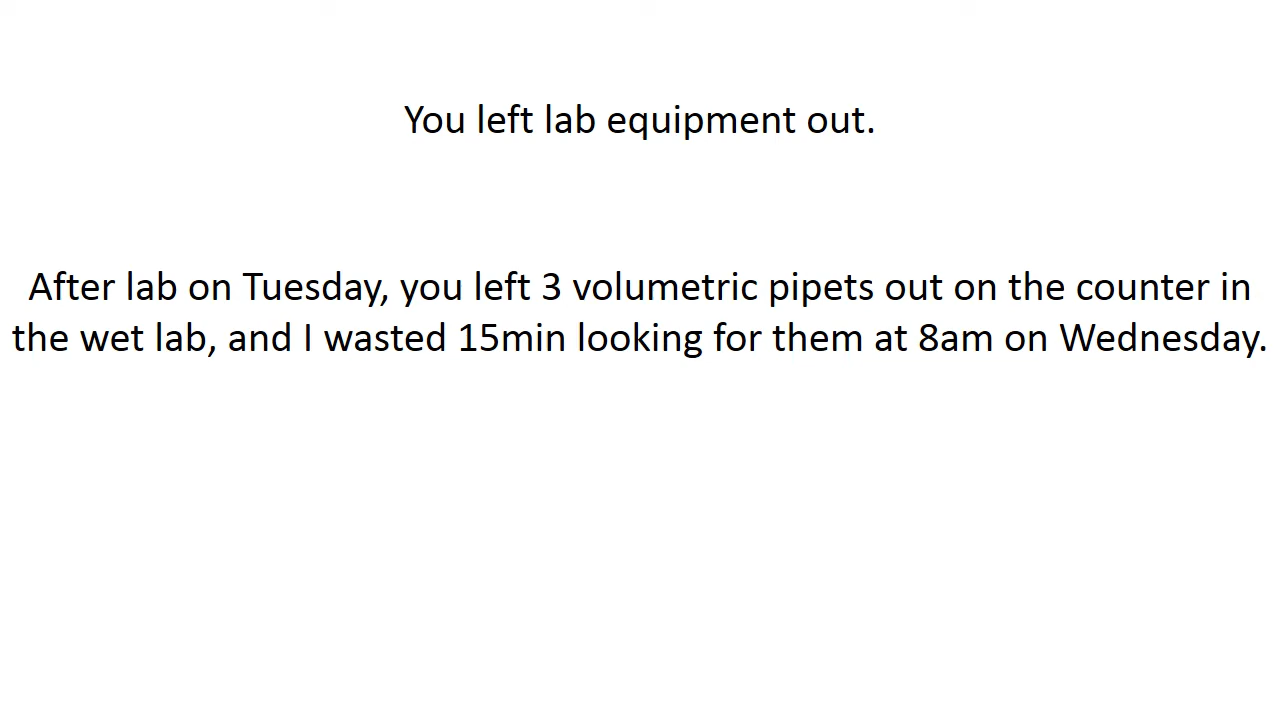 You left lab equipment out.
After lab on Tuesday, you left 3 volumetric pipets out on the counter in
the wet lab, and I wasted 15min looking for them at 8am on Wednesday.